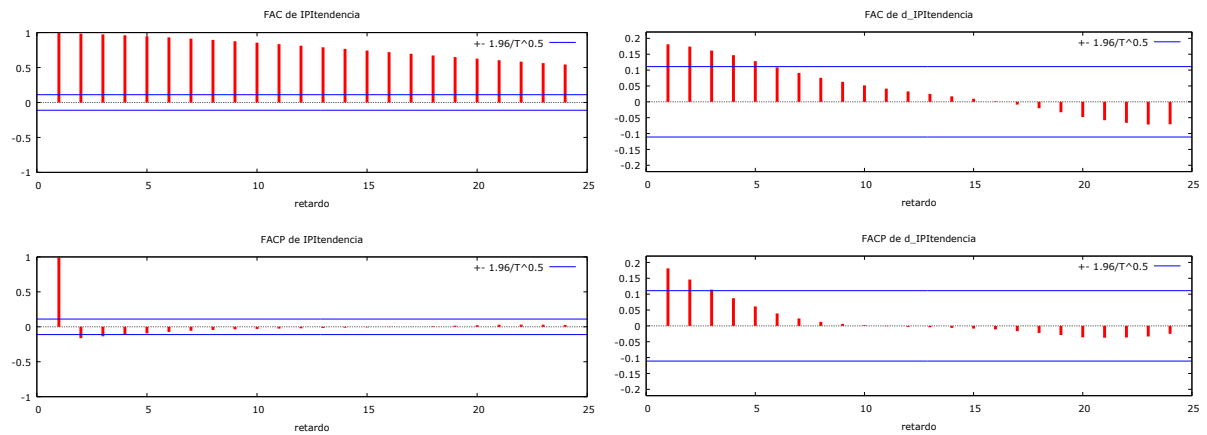 FAC de IPItendencia
+- 1.96/T^0.5
1
0.5
0
-0.5
-1
0 5 10 15 20 25
retardo
FAC de d_IPItendencia
+- 1.96/T^0.5
0.2
0.15
0.1
0.05
0
-0.05
-0.1
-0.15
-0.2
0 5 10 15 20 25
retardo
FACP de IPItendencia
+- 1.96/T^0.5
1
0.5
0
-0.5
-1
0 5 10 15 20 25
retardo
FACP de d_IPItendencia
+- 1.96/T^0.5
0.2
0.15
0.1
0.05
0
-0.05
-0.1
-0.15
-0.2
0 5 10 15 20 25
retardo